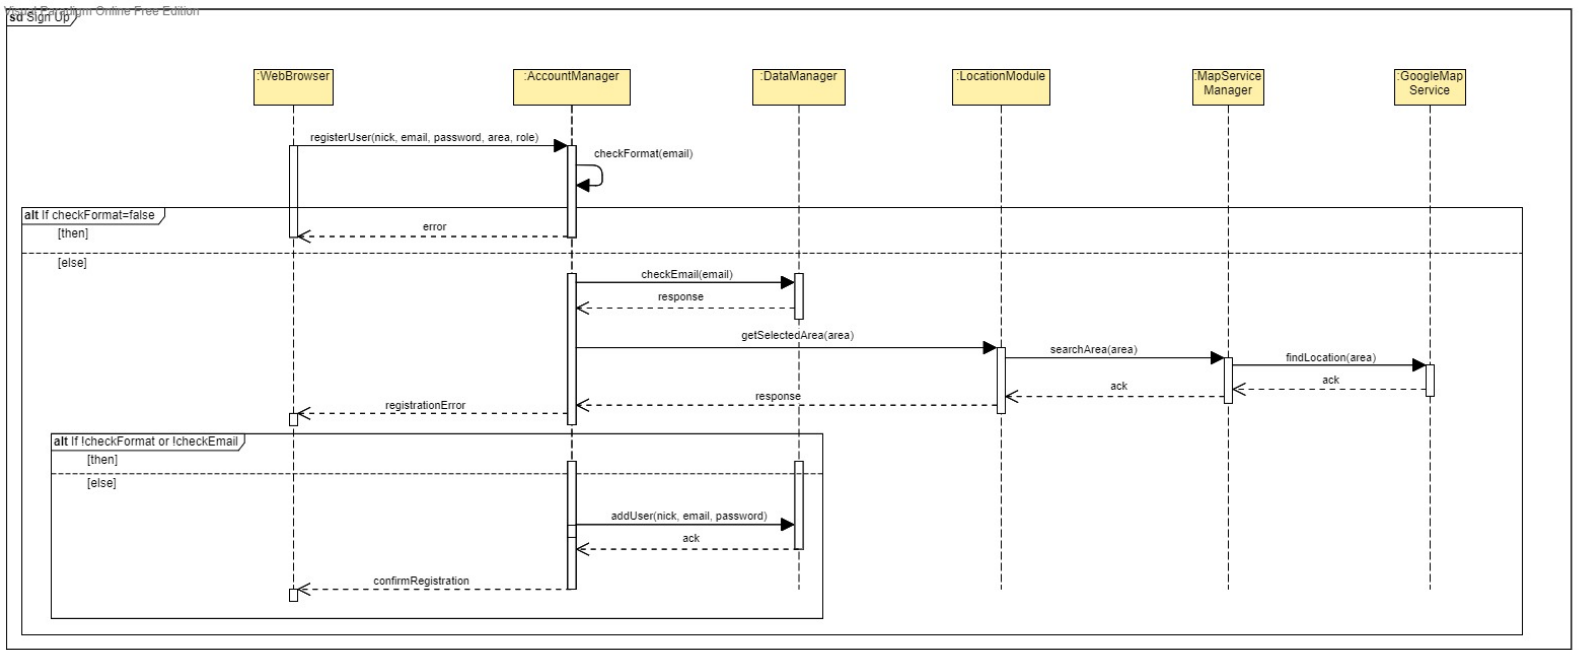 Visual Paradigm Online Free Edition
sd Sign Up
:WebBrowser
:AccountManager
:DataManager
:LocationModule
:MapService
Manager
:GoogleMap
Service
registerUser(nick, email, password, area, role)
checkFormat(email)
alt If checkFormat=false
[then]
error
[else]
checkEmail(email)
response
getSelectedArea(area)
searchArea(area)
findLocation(area)
ack
ack
response
registrationError
alt If !checkFormat or !checkEmail
[then]
[else]
addUser(nick, email, password)
ack
confirmRegistration